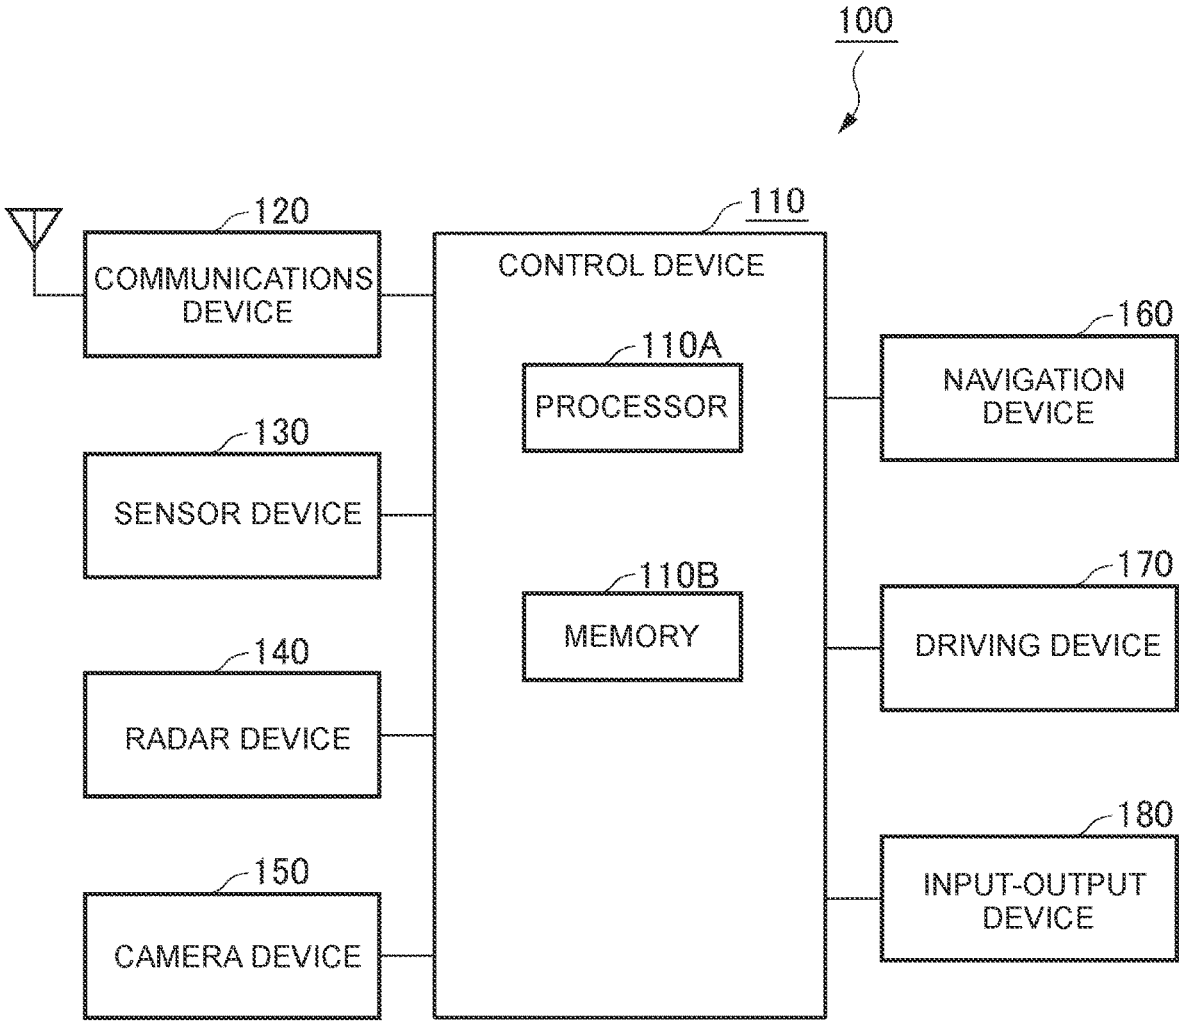 100
120
COMMUNICATIONS
DEVICE
130
SENSOR DEVICE
140
RADAR DEVICE
150
CAMERA DEVICE
110
CONTROL DEVICE
110A
PROCESSOR
110B
MEMORY
160
NAVIGATION
DEVICE
170
DRIVING DEVICE
180
INPUT-OUTPUT
DEVICE